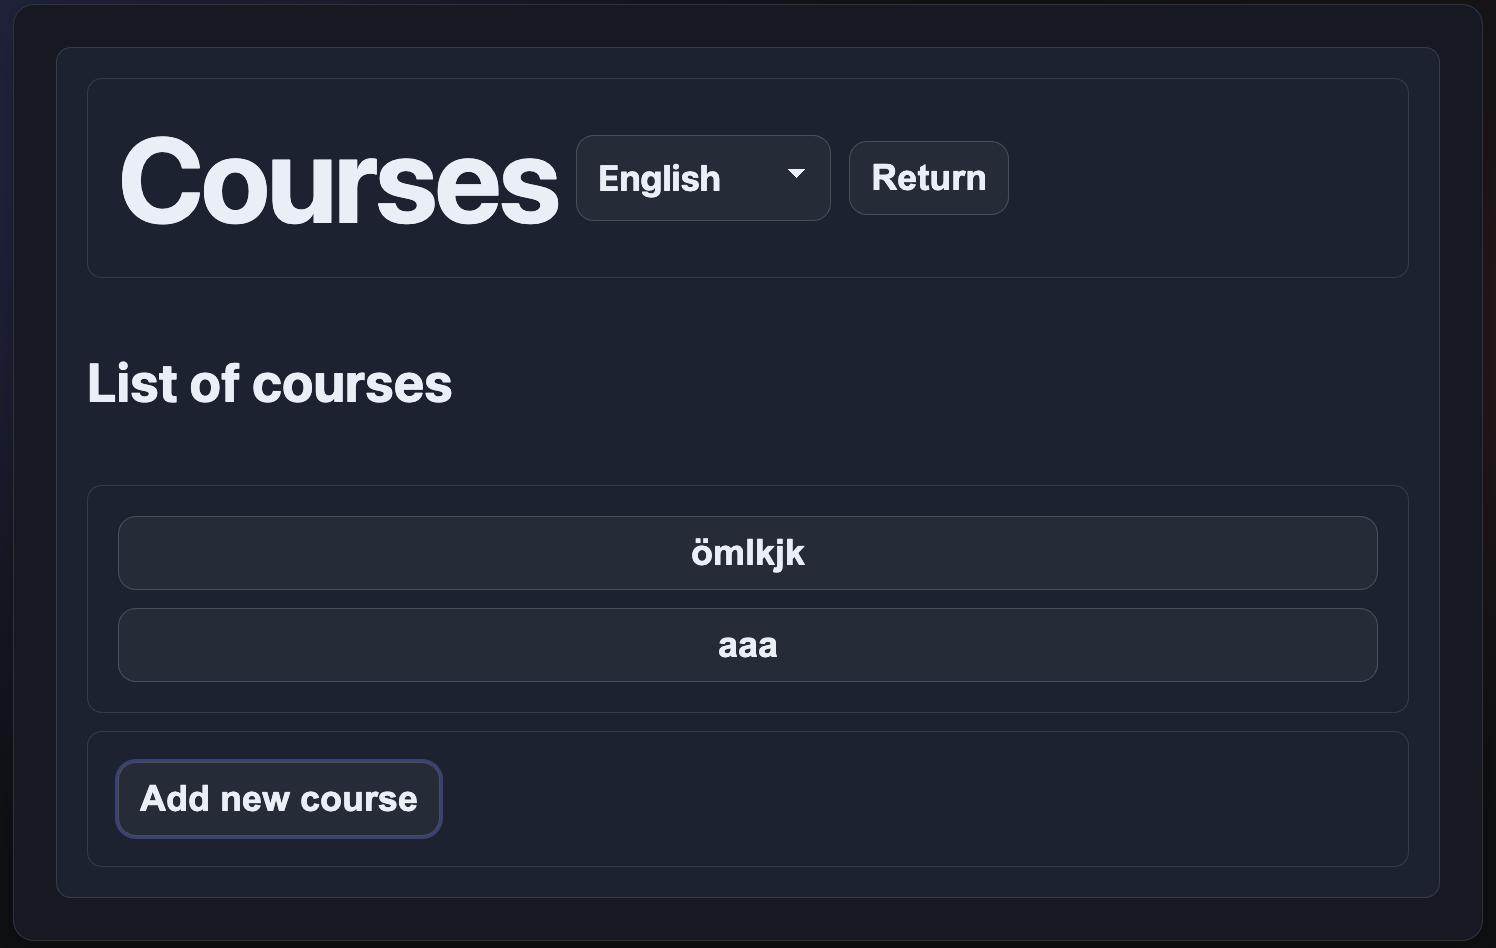 Courses English Return
List of courses
ömlkjk
aaa
Add new course